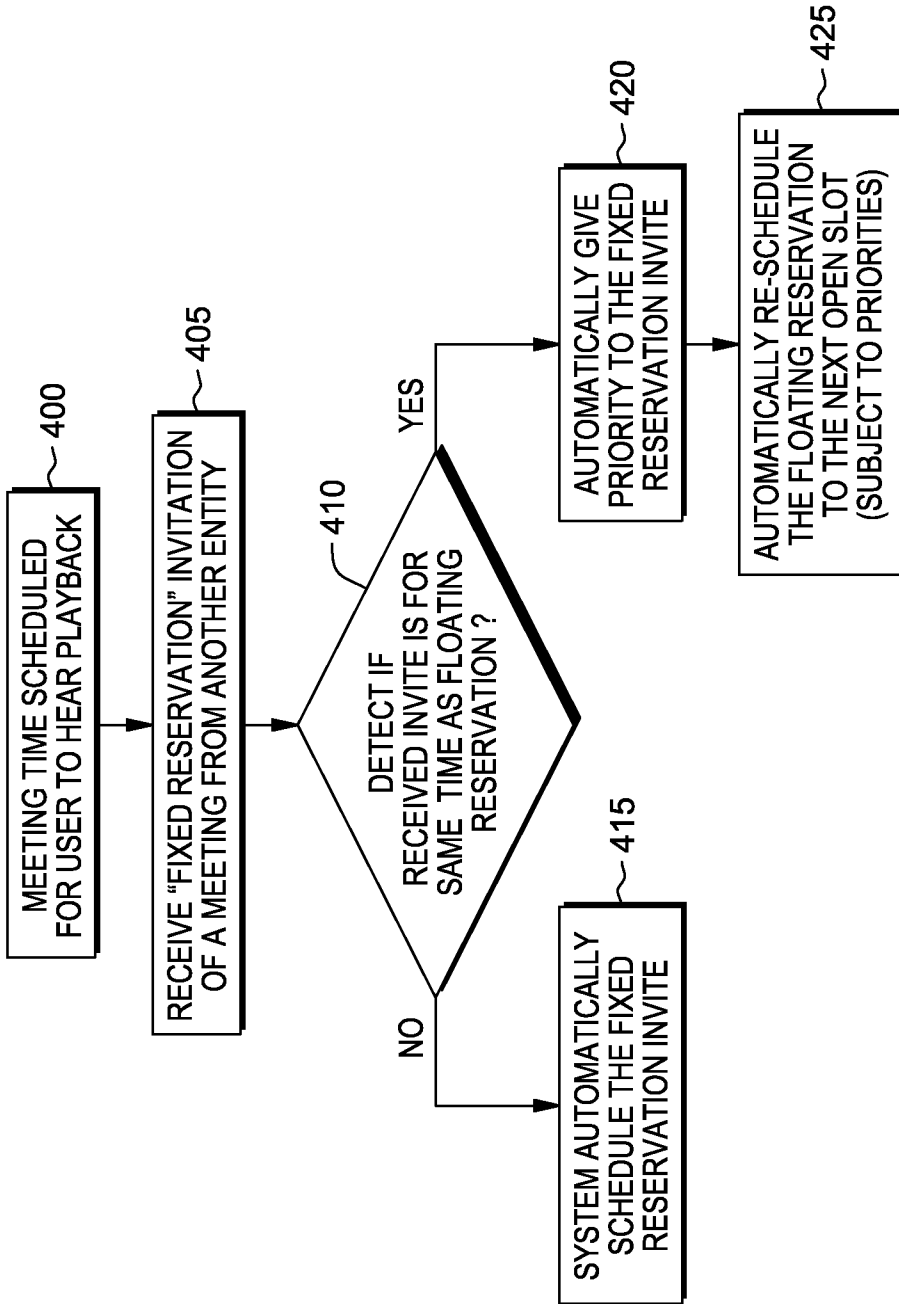 400
MEETING TIME SCHEDULED
FOR USER TO HEAR PLAYBACK
405
RECEIVE “FIXED RESERVATION” INVITATION
OF A MEETING FROM ANOTHER ENTITY
410
DETECT IF
RECEIVED INVITE IS FOR
SAME TIME AS FLOATING
RESERVATION ?
NO
YES
415
SYSTEM AUTOMATICALLY
SCHEDULE THE FIXED
RESERVATION INVITE
420
AUTOMATICALLY GIVE
PRIORITY TO THE FIXED
RESERVATION INVITE
425
AUTOMATICALLY RE-SCHEDULE
THE FLOATING RESERVATION
TO THE NEXT OPEN SLOT
(SUBJECT TO PRIORITIES)